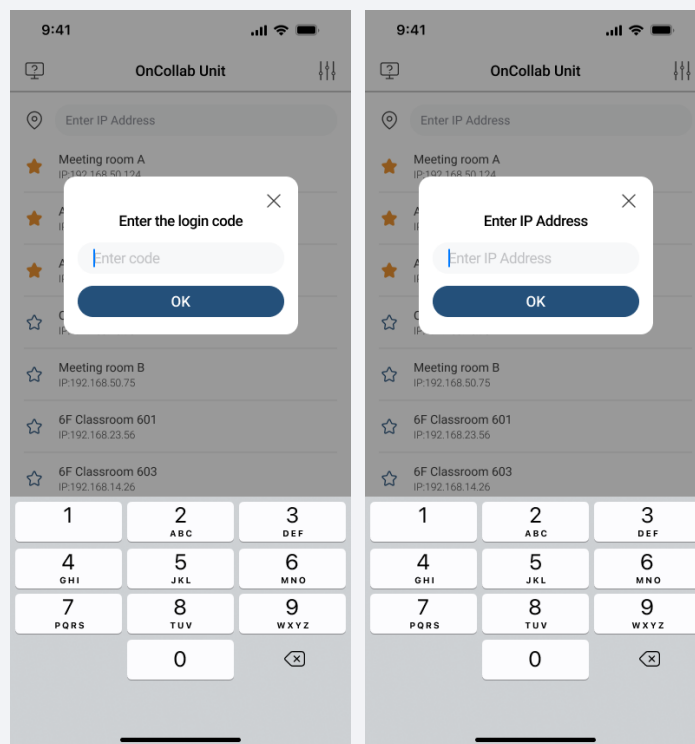 9:41
OnCollab Unit
Enter IP Address
Meeting room A
IP:192.168.50.124
Enter the login code
Enter code
OK
Meeting room B
IP:192.168.50.75
6F Classroom 601
IP:192.168.23.56
6F Classroom 603
IP:192.168.14.26
1
2
ABC
3
DEF
4
GHI
5
JKL
6
MNO
7
PQRS
8
TUV
9
WXYZ
0
9:41
OnCollab Unit
Enter IP Address
Meeting room A
IP:192.168.50.124
Enter IP Address
Enter IP Address
OK
Meeting room B
IP:192.168.50.75
6F Classroom 601
IP:192.168.23.56
6F Classroom 603
IP:192.168.14.26
1
2
ABC
3
DEF
4
GHI
5
JKL
6
MNO
7
PQRS
8
TUV
9
WXYZ
0